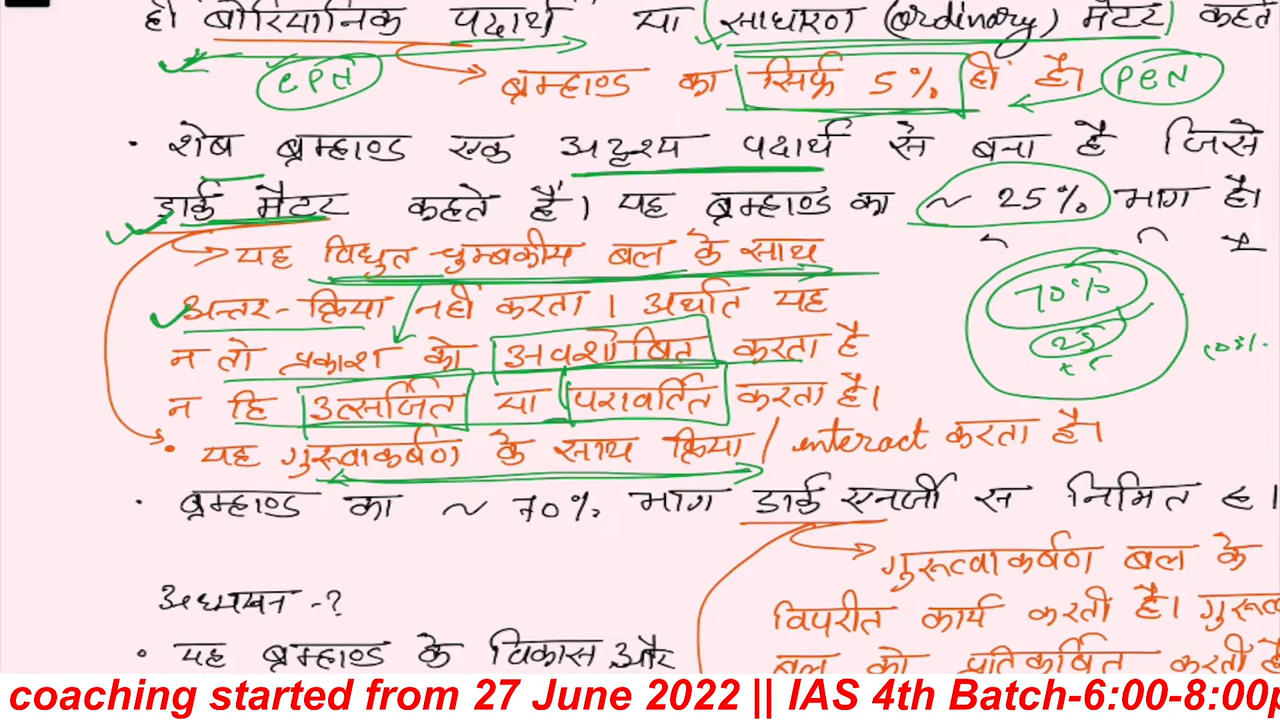 हो बेरियानिक पदार्थ या साधारण (ordinary) मैटर कहते
ePN
ब्रम्हाण्ड का सिर्फ 5% हीं है। PEN
• शेष ब्रम्हाण्ड एक अदृश्य पदार्थ से बना है जिसे
डार्क मैटर कहते हैं। यह ब्रम्हाण्ड का ~ 25% भाग है।
यह विधुत-चुम्बकीय बल के साथ
अन्तर-क्रिया नहीं करता। अर्थात यह
70%
न तो प्रकाश को अवशोषित करता है
25
न हि उत्सर्जित या परावर्तित करता है।
• यह गुरूत्वाकर्षण के साथ क्रिया/interact करता है।
• ब्रम्हाण्ड का ~ 70% भाग डार्क एनर्जी स निमित ह।
गुरूत्वाकर्षण बल के
अध्ययन -?
विपरीत कार्य करती है। गुरूत्व
• यह ब्रम्हाण्ड के विकास और
बल को प्रतिकर्षित करती है
coaching started from 27 June 2022 || IAS 4th Batch-6:00-8:00p